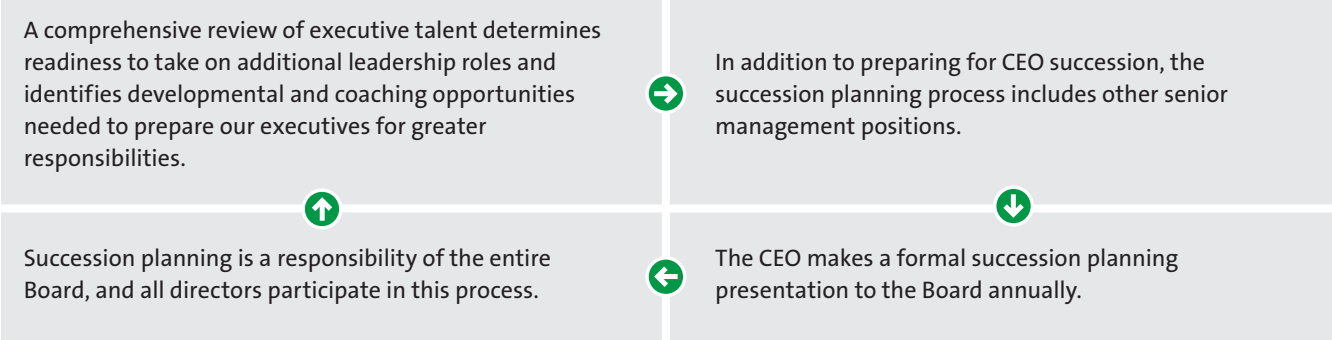 A comprehensive review of executive talent determines
readiness to take on additional leadership roles and
identifies developmental and coaching opportunities
needed to prepare our executives for greater
responsibilities.
In addition to preparing for CEO succession, the
succession planning process includes other senior
management positions.
Succession planning is a responsibility of the entire
Board, and all directors participate in this process.
The CEO makes a formal succession planning
presentation to the Board annually.